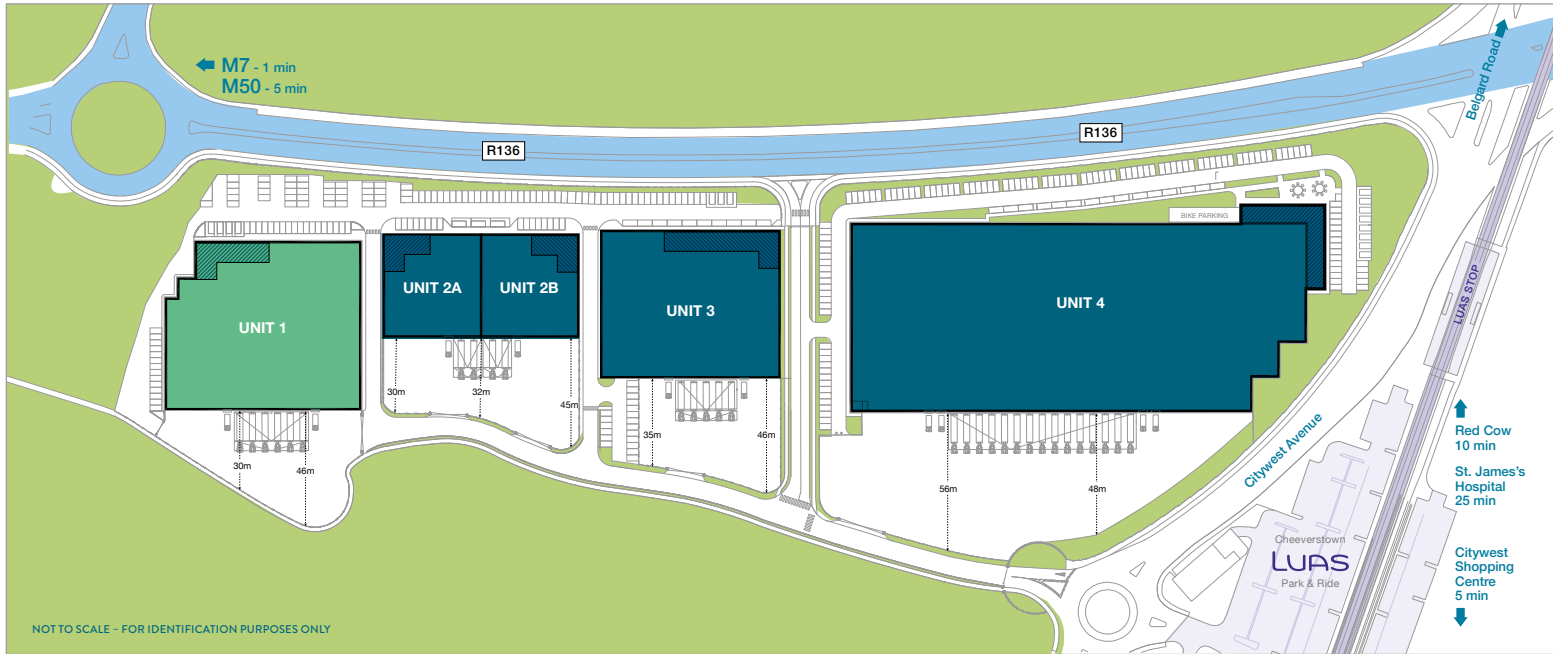 M7 - 1 min
M50 - 5 min
Belgard Road
R136
R136
BIKE PARKING
UNIT 1
UNIT 2A
UNIT 2B
UNIT 3
UNIT 4
LUAS STOP
30m
46m
30m
32m
45m
35m
46m
56m
48m
Citywest Avenue
Red Cow
10 min
St. James's
Hospital
25 min
Cheeverstown
LUAS
Park & Ride
Citywest
Shopping
Centre
5 min
NOT TO SCALE – FOR IDENTIFICATION PURPOSES ONLY